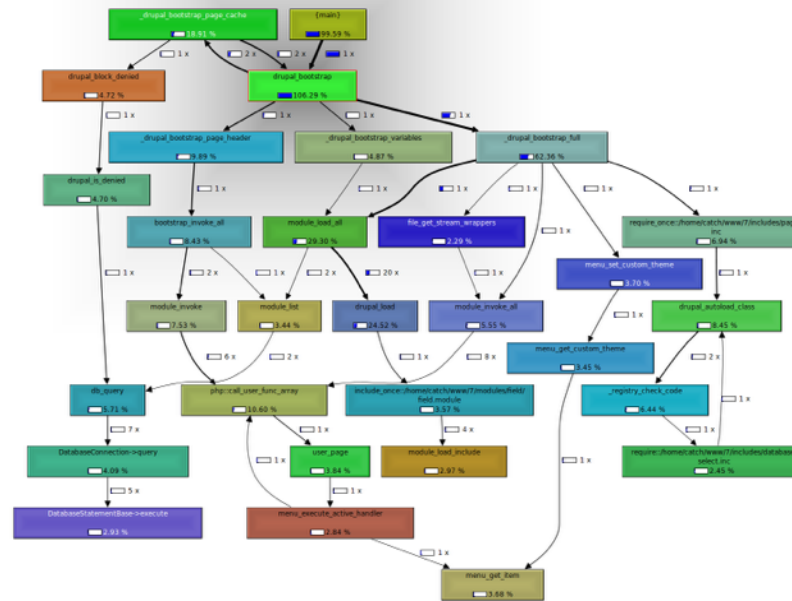 _drupal_bootstrap_page_cache
18.91 %
{main}
99.59 %
1 x
2 x
2 x
1 x
drupal_block_denied
4.72 %
drupal_bootstrap
106.29 %
1 x
1 x
1 x
1 x
_drupal_bootstrap_page_header
9.89 %
_drupal_bootstrap_variables
4.87 %
_drupal_bootstrap_full
62.36 %
drupal_is_denied
4.70 %
1 x
1 x
1 x
1 x
1 x
1 x
bootstrap_invoke_all
8.43 %
module_load_all
29.30 %
file_get_stream_wrappers
2.29 %
1 x
require_once::/home/catch/www/7/includes/
inc
6.94 %
menu_set_custom_theme
3.70 %
1 x
2 x
1 x
2 x
20 x
1 x
1 x
module_invoke
7.53 %
module_list
3.44 %
drupal_load
24.52 %
module_invoke_all
5.55 %
1 x
drupal_autoload_class
8.45 %
menu_get_custom_theme
3.45 %
6 x
2 x
1 x
8 x
2 x
1 x
db_query
5.71 %
php::call_user_func_array
10.60 %
include_once::/home/catch/www/7/modules/field/
field.module
3.57 %
_registry_check_code
6.44 %
7 x
1 x
4 x
1 x
DatabaseConnection->query
4.09 %
1 x
user_page
3.84 %
module_load_include
2.97 %
1 x
require::/home/catch/www/7/includes/database
select.inc
2.45 %
5 x
1 x
DatabaseStatementBase->execute
2.93 %
menu_execute_active_handler
2.84 %
1 x
menu_get_item
3.68 %